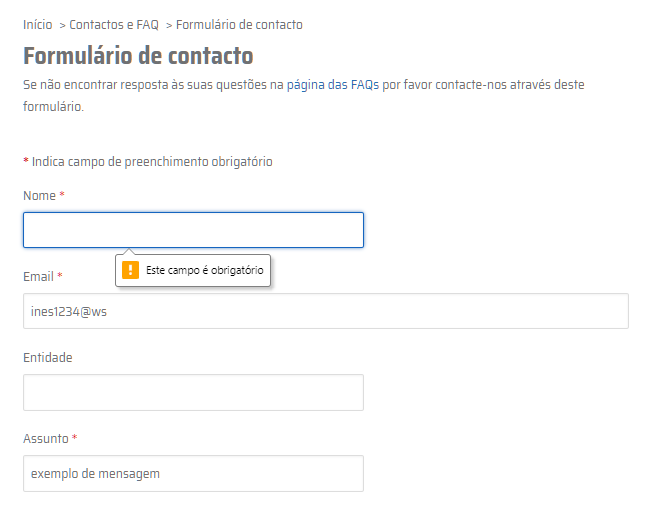 Início > Contactos e FAQ > Formulário de contacto
Formulário de contacto
Se não encontrar resposta às suas questões na página das FAQs por favor contacte-nos através deste
formulário.
* Indica campo de preenchimento obrigatório
Nome *
Este campo é obrigatório
Email *
ines1234@ws
Entidade
Assunto *
exemplo de mensagem